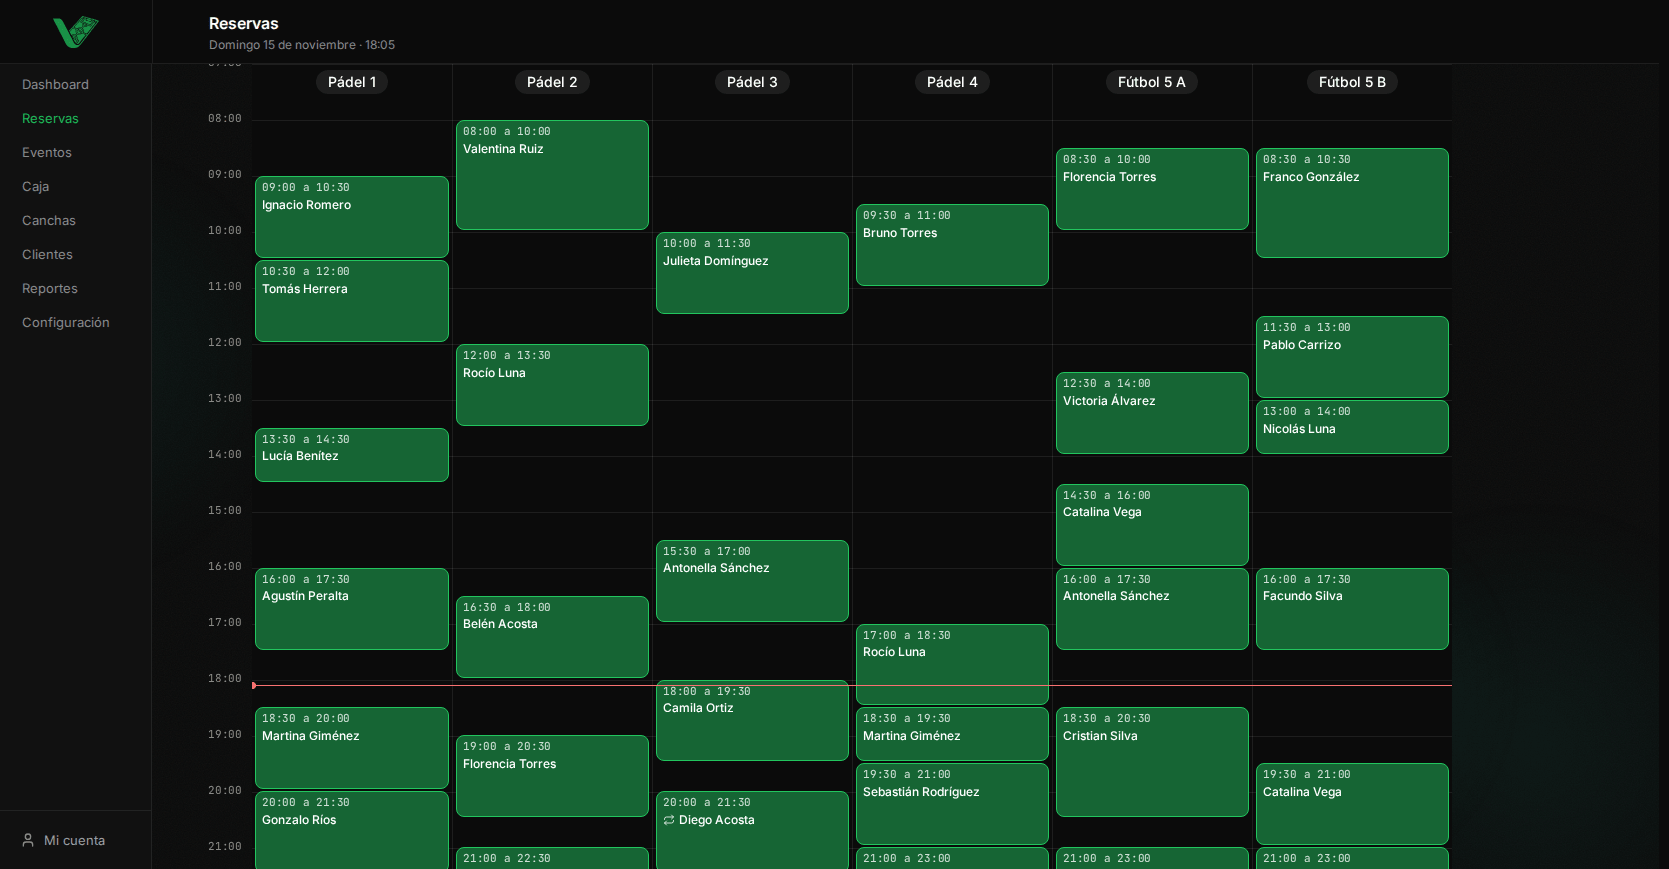 Reservas
Domingo 15 de noviembre · 18:05
Dashboard
Reservas
Eventos
Caja
Canchas
Clientes
Reportes
Configuración
Mi cuenta
Pádel 1
Pádel 2
Pádel 3
Pádel 4
Fútbol 5 A
Fútbol 5 B
07:00
08:00
09:00
10:00
11:00
12:00
13:00
14:00
15:00
16:00
17:00
18:00
19:00
20:00
21:00
09:00 a 10:30
Ignacio Romero
10:30 a 12:00
Tomás Herrera
13:30 a 14:30
Lucía Benítez
16:00 a 17:30
Agustín Peralta
18:30 a 20:00
Martina Giménez
20:00 a 21:30
Gonzalo Ríos
08:00 a 10:00
Valentina Ruiz
12:00 a 13:30
Rocío Luna
16:30 a 18:00
Belén Acosta
19:00 a 20:30
Florencia Torres
21:00 a 22:30
10:00 a 11:30
Julieta Domínguez
15:30 a 17:00
Antonella Sánchez
18:00 a 19:30
Camila Ortiz
20:00 a 21:30
Diego Acosta
09:30 a 11:00
Bruno Torres
17:00 a 18:30
Rocío Luna
18:30 a 19:30
Martina Giménez
19:30 a 21:00
Sebastián Rodríguez
21:00 a 23:00
08:30 a 10:00
Florencia Torres
12:30 a 14:00
Victoria Álvarez
14:30 a 16:00
Catalina Vega
16:00 a 17:30
Antonella Sánchez
18:30 a 20:30
Cristian Silva
21:00 a 23:00
08:30 a 10:30
Franco González
11:30 a 13:00
Pablo Carrizo
13:00 a 14:00
Nicolás Luna
16:00 a 17:30
Facundo Silva
19:30 a 21:00
Catalina Vega
21:00 a 23:00